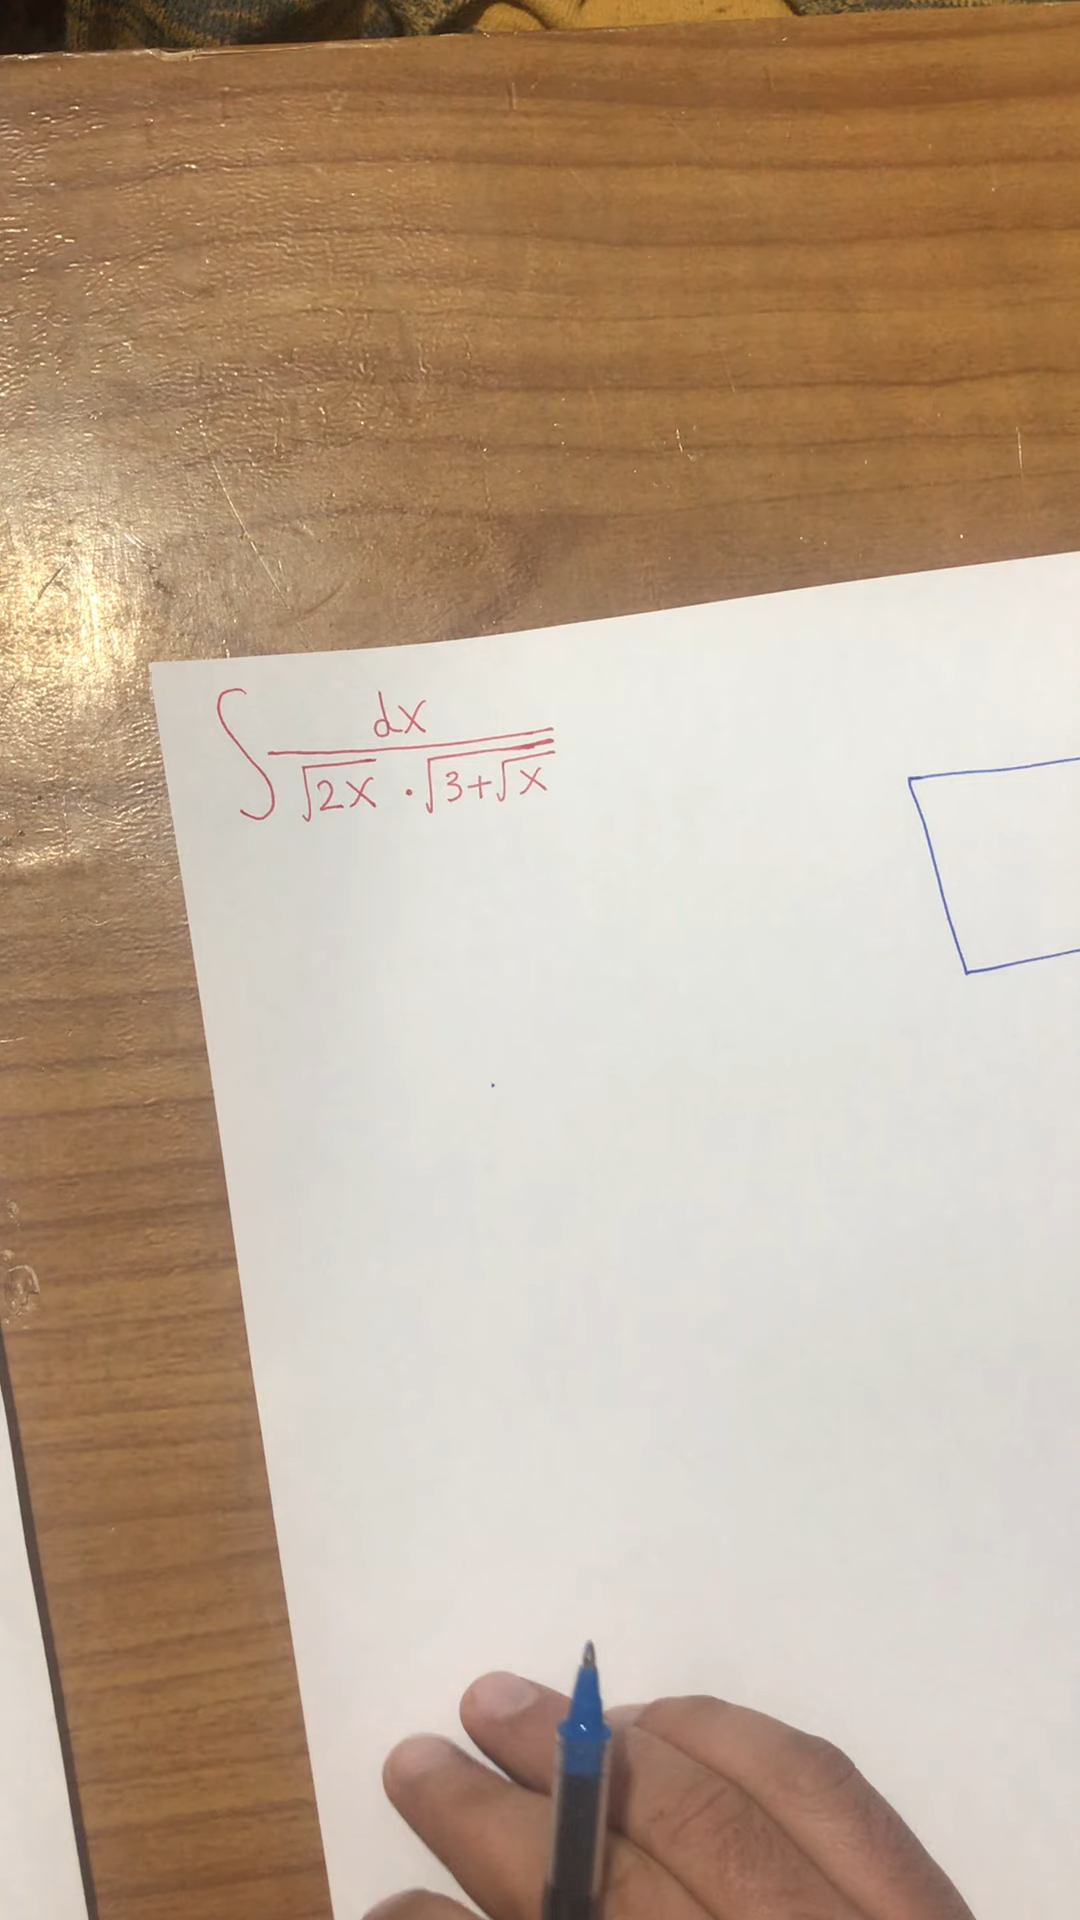 ∫ dx / (√2x · √(3+√x))